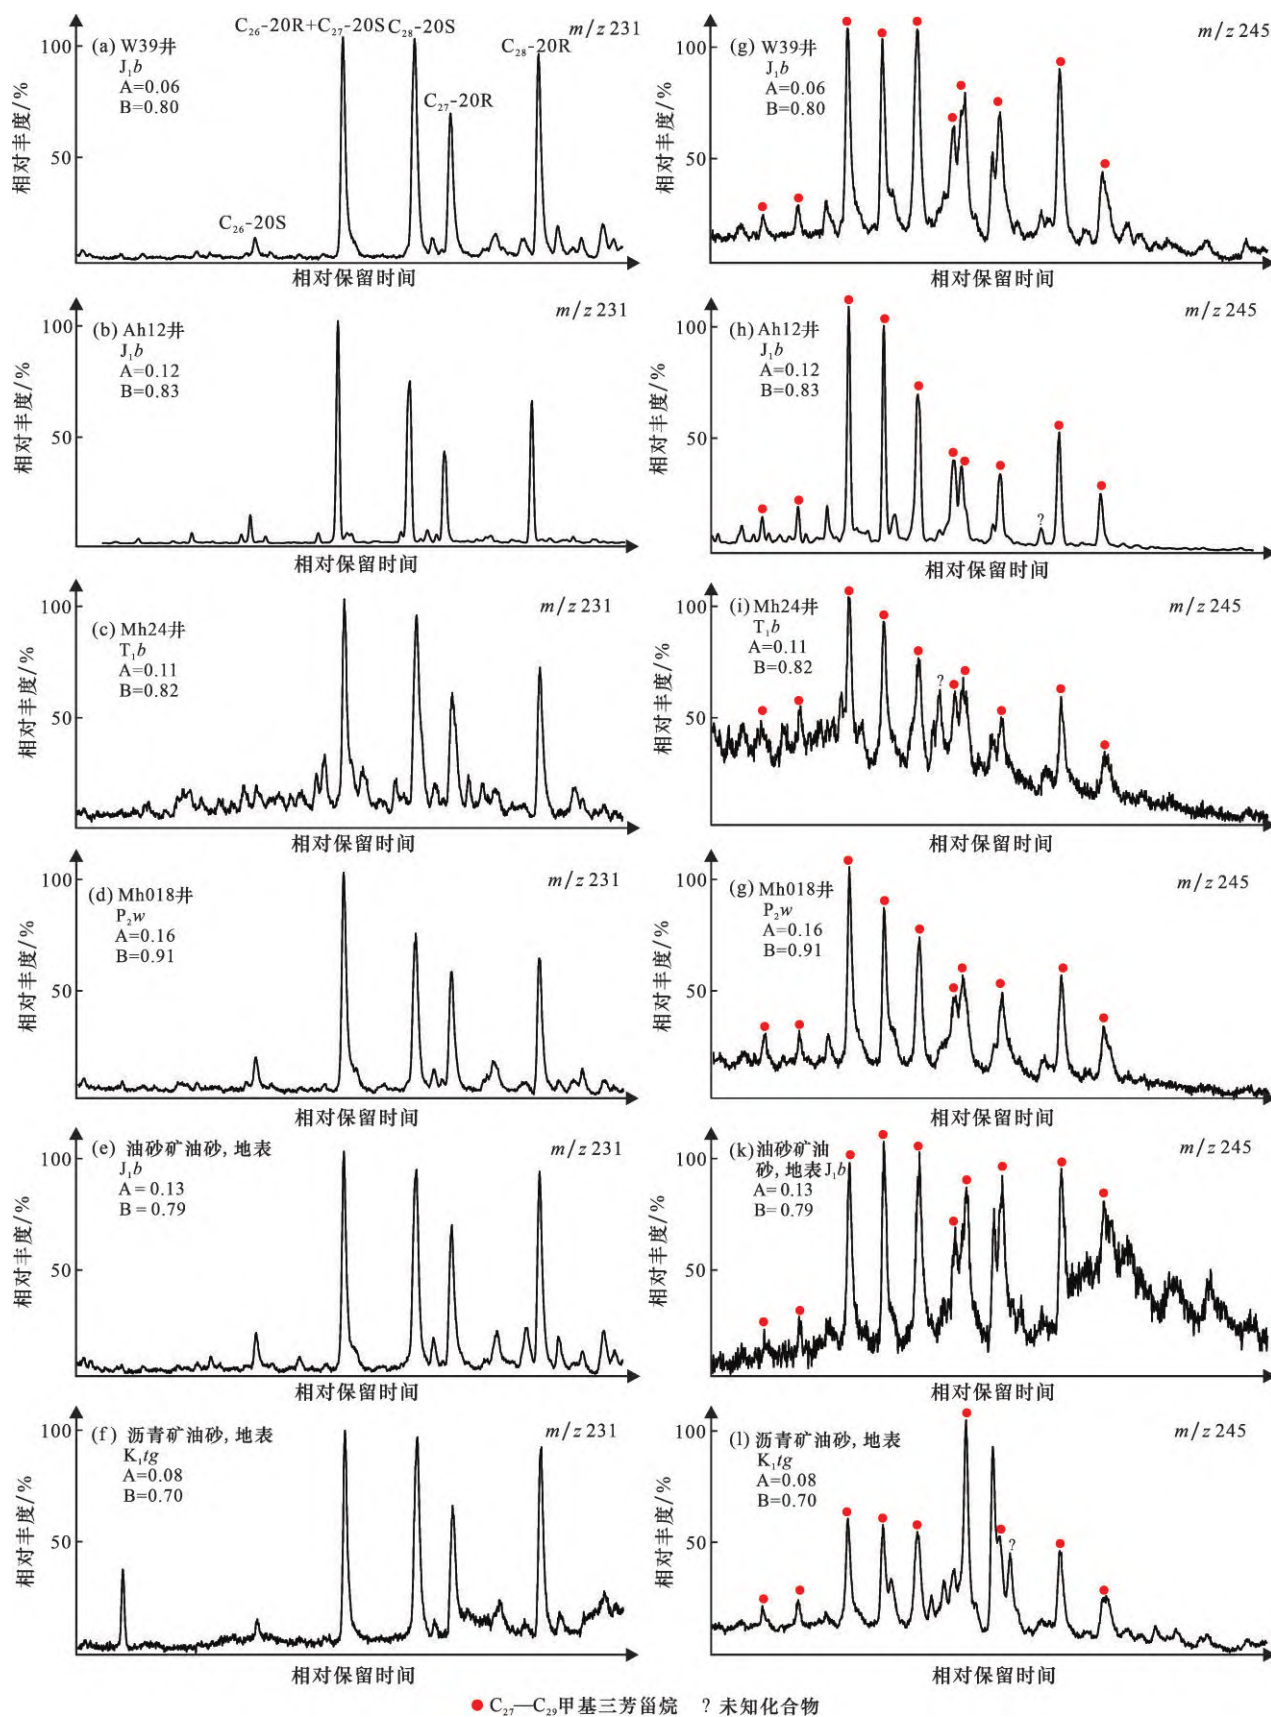 相对丰度/%
100
50
(a) W39井
J₁b
A=0.06
B=0.80
C₂₆-20S
C₂₆-20R+C₂₇-20S
C₂₈-20S
C₂₇-20R
C₂₈-20R
m/z 231
相对保留时间
相对丰度/%
100
50
(g) W39井
J₁b
A=0.06
B=0.80
m/z 245
相对保留时间
相对丰度/%
100
50
(b) Ah12井
J₁b
A=0.12
B=0.83
m/z 231
相对保留时间
相对丰度/%
100
50
(h) Ah12井
J₁b
A=0.12
B=0.83
?
m/z 245
相对保留时间
相对丰度/%
100
50
(c) Mh24井
T₁b
A=0.11
B=0.82
m/z 231
相对保留时间
相对丰度/%
100
50
(i) Mh24井
T₁b
A=0.11
B=0.82
?
m/z 245
相对保留时间
相对丰度/%
100
50
(d) Mh018井
P₂w
A=0.16
B=0.91
m/z 231
相对保留时间
相对丰度/%
100
50
(g) Mh018井
P₂w
A=0.16
B=0.91
m/z 245
相对保留时间
相对丰度/%
100
50
(e) 油砂矿油砂, 地表
J₁b
A=0.13
B=0.79
m/z 231
相对保留时间
相对丰度/%
100
50
(k) 油砂矿油
砂, 地表J₁b
A=0.13
B=0.79
m/z 245
相对保留时间
相对丰度/%
100
50
(f) 沥青矿油砂, 地表
K₁tg
A=0.08
B=0.70
m/z 231
相对保留时间
相对丰度/%
100
50
(l) 沥青矿油砂, 地表
K₁tg
A=0.08
B=0.70
?
m/z 245
相对保留时间
C₂₇—C₂₉甲基三芳甾烷 ? 未知化合物